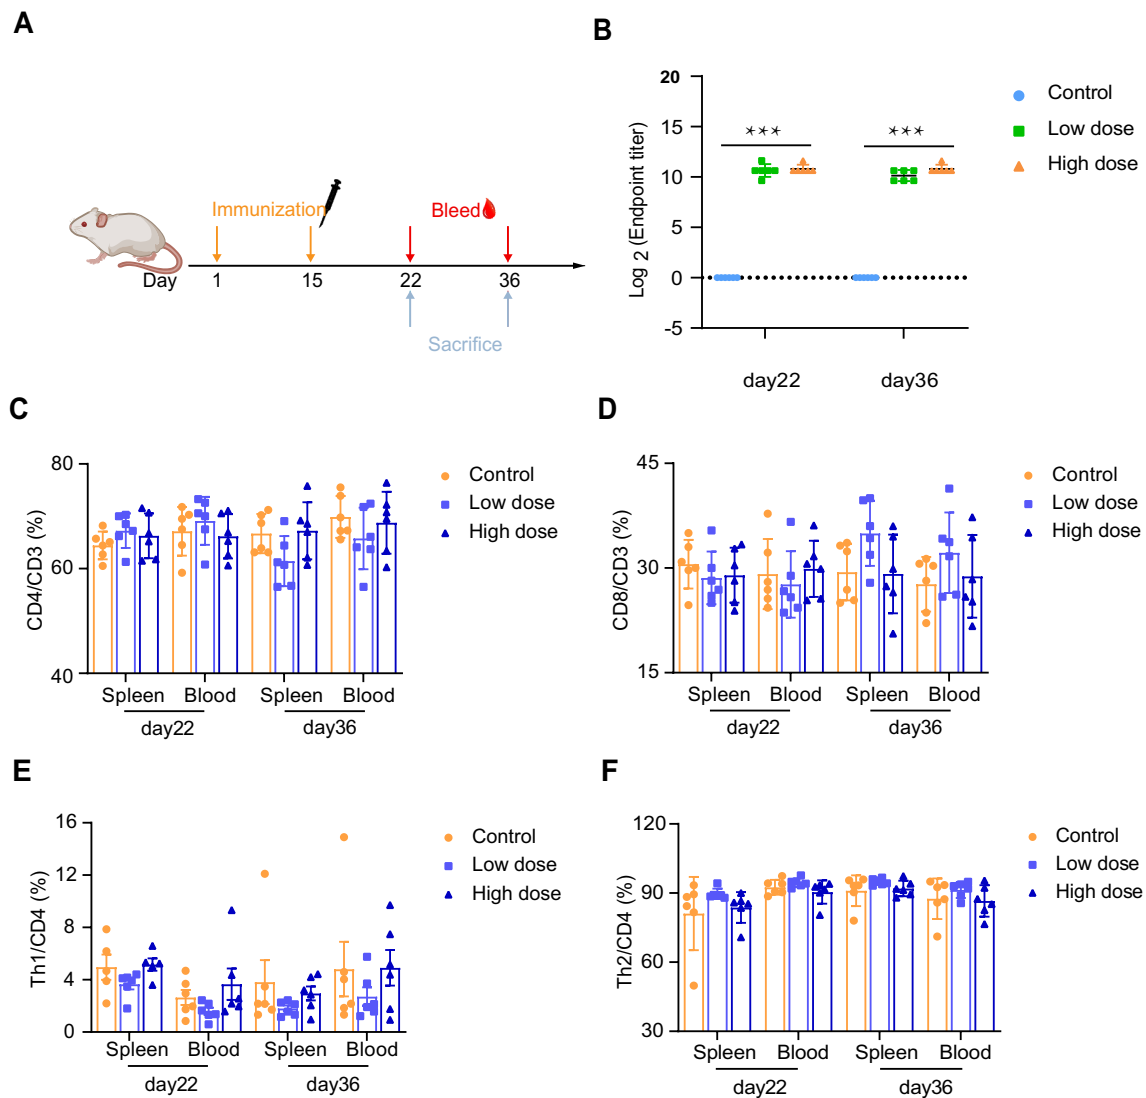 A
Immunization
Bleed
Day 1 15 22 36
Sacrifice
B
Log 2 (Endpoint titer)
20
15
10
5
0
-5
★★★ ★★★
day22 day36
Control
Low dose
High dose
C
CD4/CD3 (%)
80
60
40
Spleen Blood Spleen Blood
day22 day36
Control
Low dose
High dose
D
CD8/CD3 (%)
45
30
15
Spleen Blood Spleen Blood
day22 day36
Control
Low dose
High dose
E
Th1/CD4 (%)
16
12
8
4
0
Spleen Blood Spleen Blood
day22 day36
Control
Low dose
High dose
F
Th2/CD4 (%)
120
90
60
30
Spleen Blood Spleen Blood
day22 day36
Control
Low dose
High dose